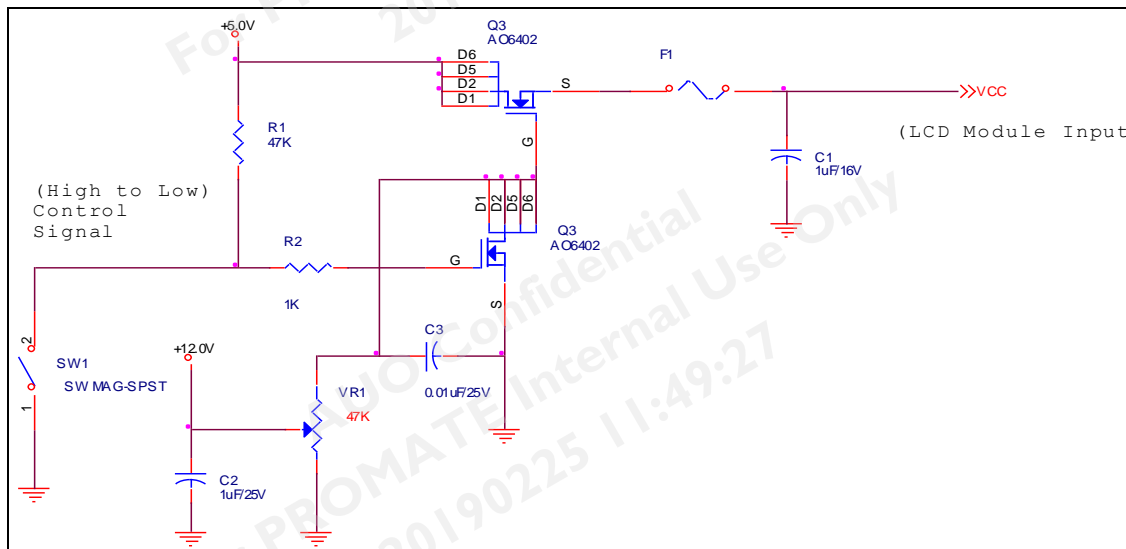 +5.0V
Q3
AO6402
D6
D5
D2
D1
S
G
F1
VCC
(LCD Module Input
C1
1uF/16V
R1
47K
(High to Low)
Control
Signal
R2
1K
D1
D2
D5
D6
Q3
AO6402
G
S
2
SW1
SW MAG-SPST
1
+12.0V
C3
0.01uF/25V
VR1
47K
C2
1uF/25V
AUO Confidential
PROMATE Internal Use Only
20190225 11:49:27